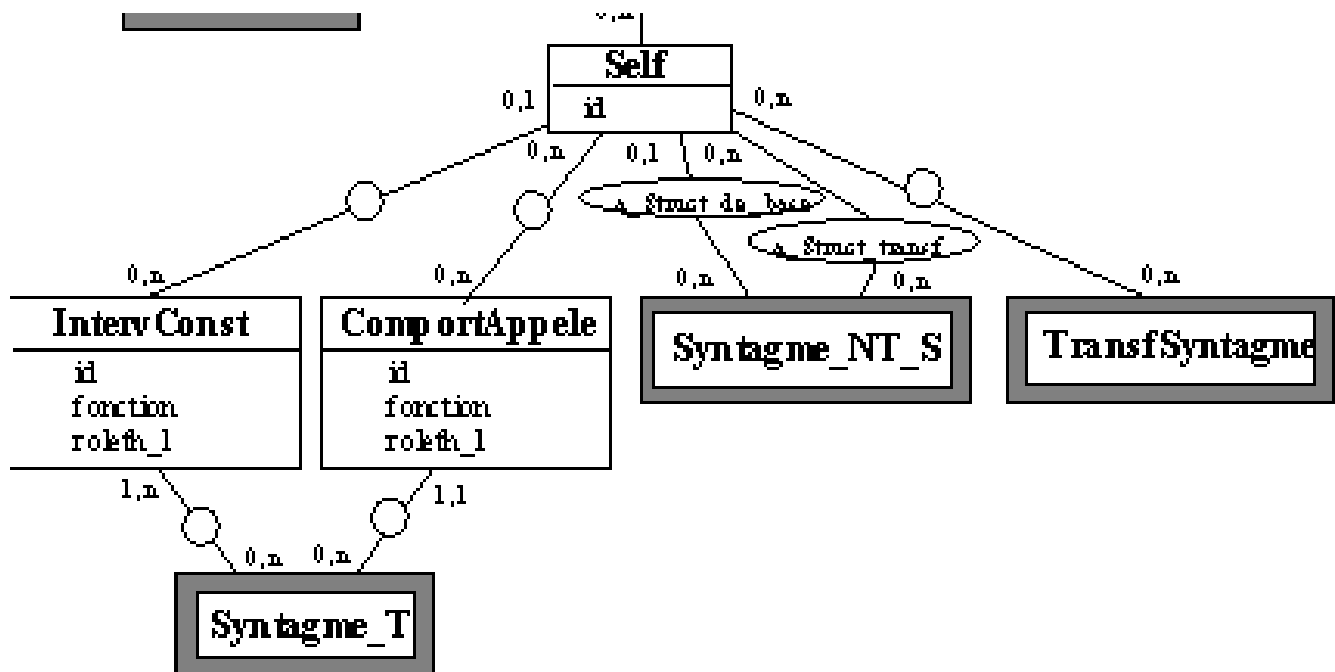 Self
0,1
id
0,n
0,n
0,1
0,n
a_Struct_de_base
a_Struct_transf
0,n
0,n
0,n
0,n
0,n
IntervConst
ComportAppele
Syntagme_NT_S
TransfSyntagme
id
fonction
roleth_1
id
fonction
roleth_1
1,n
1,1
0,n
0,n
Syntagme_T